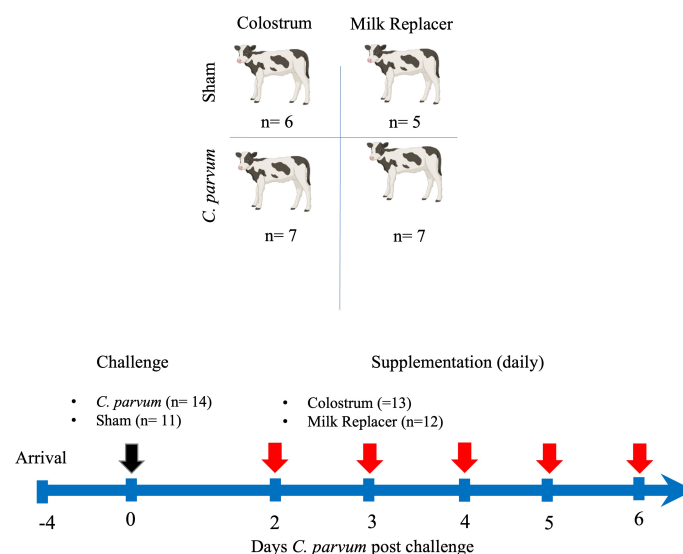 Colostrum
Milk Replacer
Sham
n= 6
n= 5
C. parvum
n= 7
n= 7
Challenge
Supplementation (daily)
• C. parvum (n= 14)
• Sham (n= 11)
• Colostrum (=13)
• Milk Replacer (n=12)
Arrival
-4
0
2
3
4
5
6
Days C. parvum post challenge